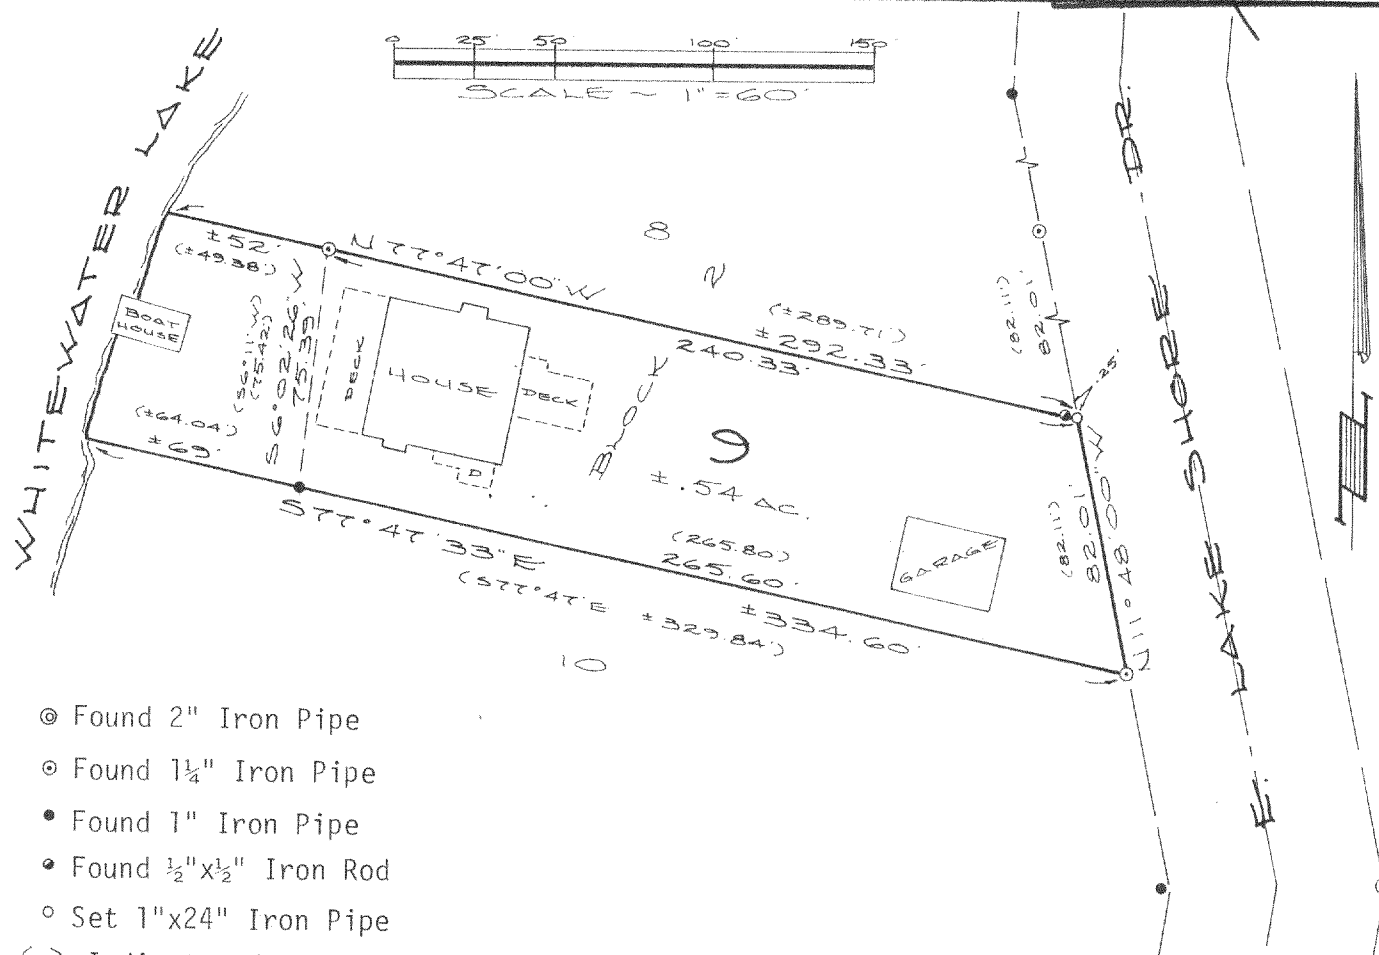 0 25' 50' 100' 150'
SCALE ~ 1"=60'
WHITEWATER LAKE
E. LAKE SHORE DR.
8
2
±52'
(±49.38')
N 77°47'00" W
(±289.71')
±292.33'
240.33'
(82.11')
82.01'
.25'
BOAT
HOUSE
(S6°11'W)
(75.42)
S6°02'26" W
75.39'
DECK
HOUSE
DECK
D
BLOCK
9
±.54 AC.
(±64.04)
±69'
S77°47'33" E
(S77°47'E ±329.84')
(265.80')
265.60'
±334.60'
GARAGE
(82.11')
82.01'
N11°48'00" W
10
Found 2" Iron Pipe
Found 1¼" Iron Pipe
Found 1" Iron Pipe
Found ½"x½" Iron Rod
Set 1"x24" Iron Pipe
( )